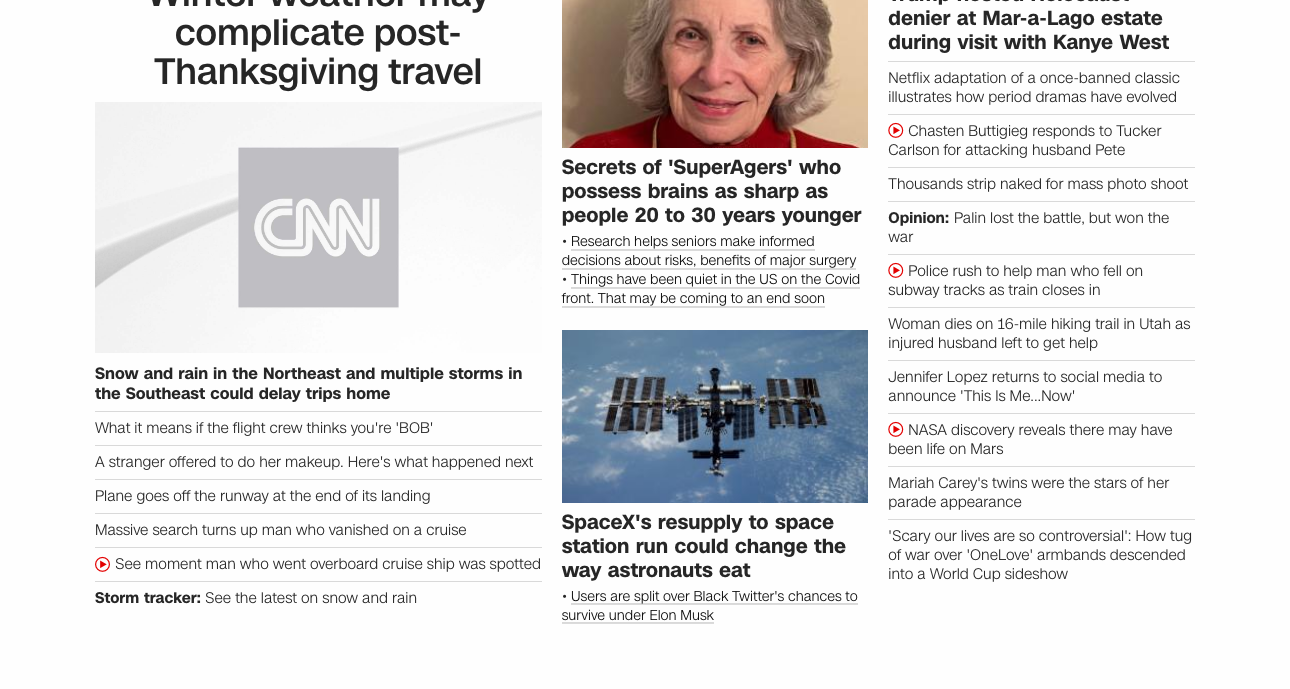 Winter weather may
complicate post-
Thanksgiving travel
CNN
Snow and rain in the Northeast and multiple storms in
the Southeast could delay trips home
What it means if the flight crew thinks you're 'BOB'
A stranger offered to do her makeup. Here's what happened next
Plane goes off the runway at the end of its landing
Massive search turns up man who vanished on a cruise
See moment man who went overboard cruise ship was spotted
Storm tracker: See the latest on snow and rain
Secrets of 'SuperAgers' who
possess brains as sharp as
people 20 to 30 years younger
• Research helps seniors make informed
decisions about risks, benefits of major surgery
• Things have been quiet in the US on the Covid
front. That may be coming to an end soon
SpaceX's resupply to space
station run could change the
way astronauts eat
• Users are split over Black Twitter's chances to
survive under Elon Musk
Trump hosted Holocaust
denier at Mar-a-Lago estate
during visit with Kanye West
Netflix adaptation of a once-banned classic
illustrates how period dramas have evolved
Chasten Buttigieg responds to Tucker
Carlson for attacking husband Pete
Thousands strip naked for mass photo shoot
Opinion: Palin lost the battle, but won the
war
Police rush to help man who fell on
subway tracks as train closes in
Woman dies on 16-mile hiking trail in Utah as
injured husband left to get help
Jennifer Lopez returns to social media to
announce 'This Is Me...Now'
NASA discovery reveals there may have
been life on Mars
Mariah Carey's twins were the stars of her
parade appearance
'Scary our lives are so controversial': How tug
of war over 'OneLove' armbands descended
into a World Cup sideshow